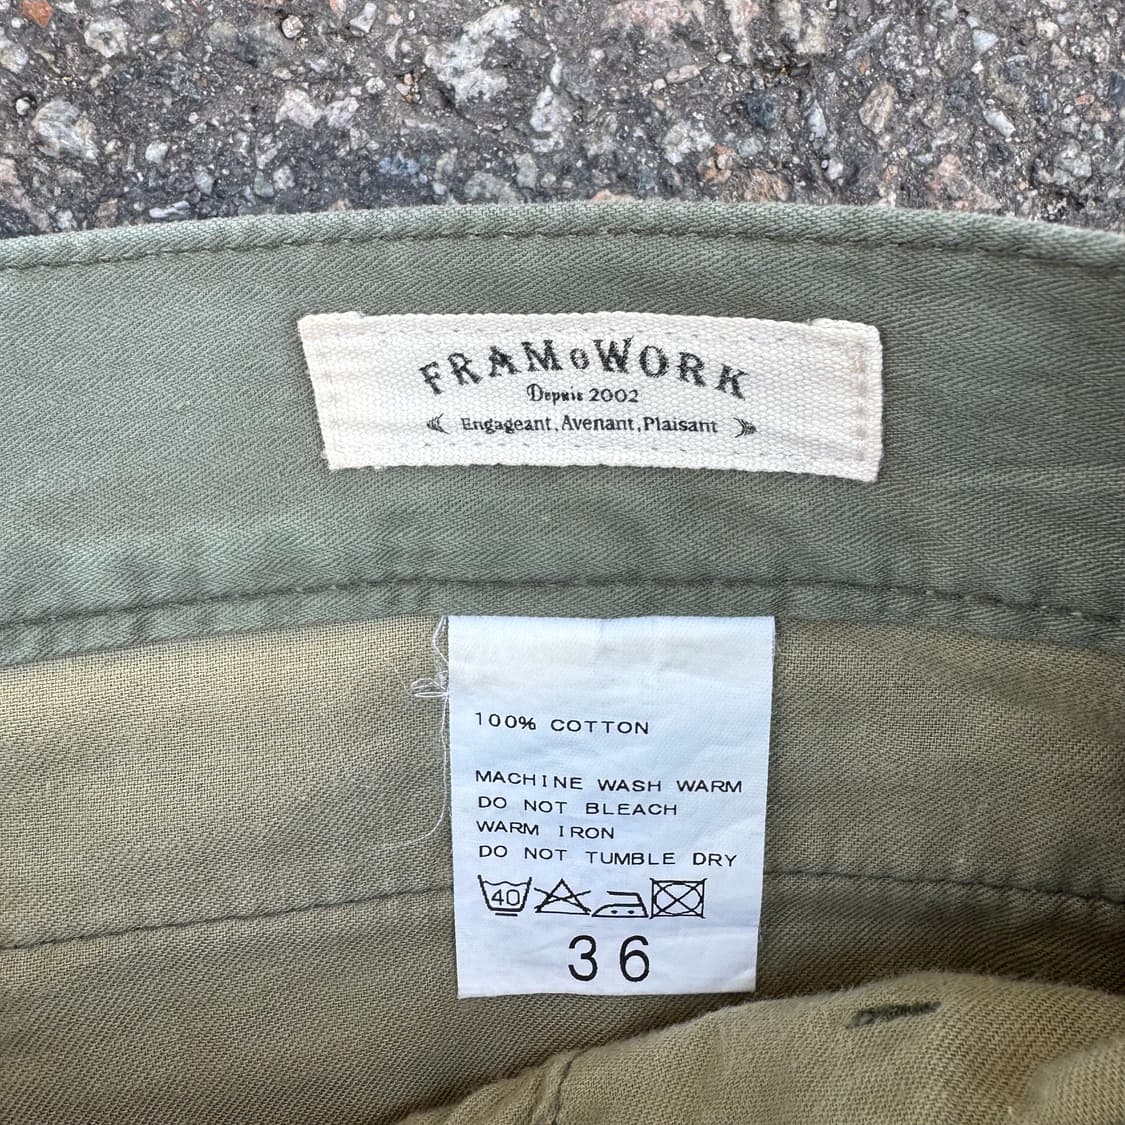 FRAMoWORK
Depuis 2002
Engageant, Avenant, Plaisant
100% COTTON
MACHINE WASH WARM
DO NOT BLEACH
WARM IRON
DO NOT TUMBLE DRY
40
36